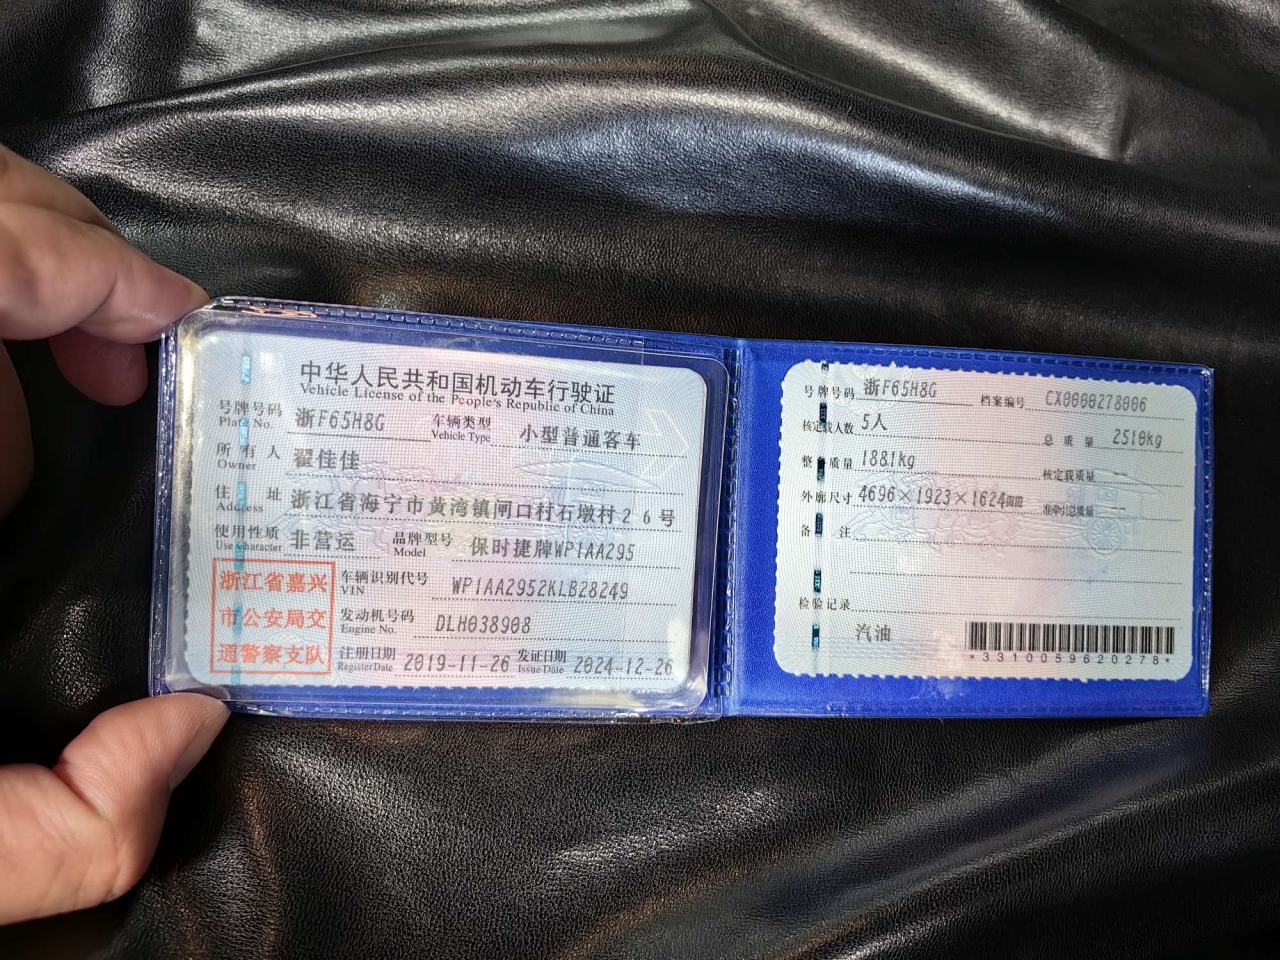 中华人民共和国机动车行驶证
Vehicle License of the People's Republic of China
号牌号码 浙F65H8G 车辆类型 小型普通客车
Plate No. Vehicle Type
所有人 翟佳佳
Owner
住址 浙江省海宁市黄湾镇闸口村石墩村26号
Address
使用性质 非营运 品牌型号 保时捷牌WP1AA295
Use Character Model
浙江省嘉兴
市公安局交
通警察支队
车辆识别代号 WP1AA2952KLB28249
VIN
发动机号码 DLH038908
Engine No.
注册日期 2019-11-26 发证日期 2024-12-26
Register Date Issue Date
号牌号码 浙F65H8G 档案编号 CX0000278006
核定载人数 5人 总质量 2510kg
整备质量 1881kg 核定载质量 --
外廓尺寸 4696×1923×1624mm 准牵引总质量 --
备注
检验记录
汽油
*3310059620278*